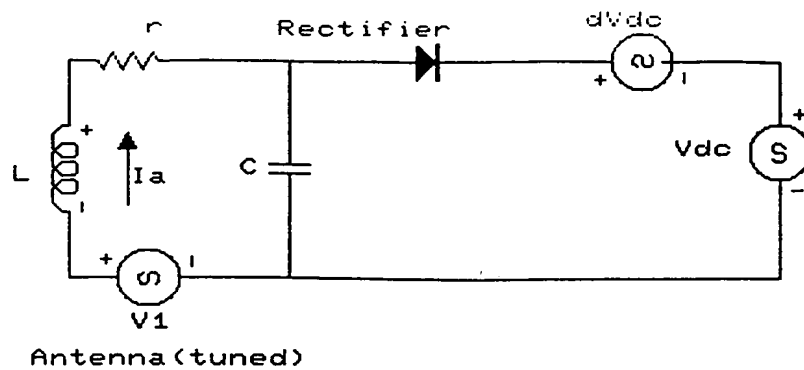 r
Rectifier
dVdc
+
-
+
L
Ia
-
C
+
Vdc
S
-
+
S
-
V1
Antenna(tuned)